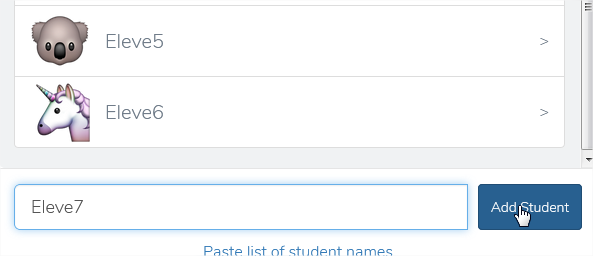 Eleve5 >
Eleve6 >
Eleve7 Add Student
Paste list of student names